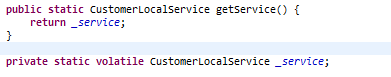 public static CustomerLocalService getService() {
    return _service;
}
private static volatile CustomerLocalService _service;